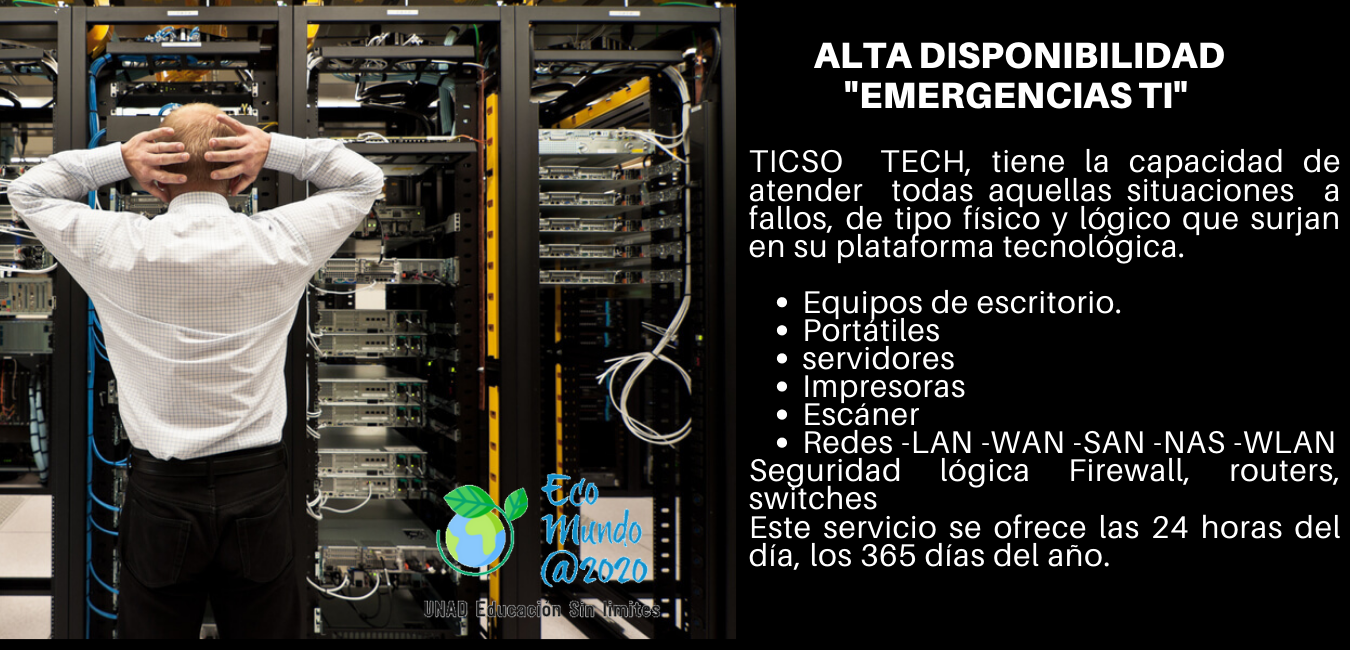 ALTA DISPONIBILIDAD
"EMERGENCIAS TI"
TICSO TECH, tiene la capacidad de
atender todas aquellas situaciones a
fallos, de tipo físico y lógico que surjan
en su plataforma tecnológica.
• Equipos de escritorio.
• Portátiles
• servidores
• Impresoras
• Escáner
• Redes -LAN -WAN -SAN -NAS -WLAN
Seguridad lógica Firewall, routers,
switches
Este servicio se ofrece las 24 horas del
día, los 365 días del año.
Eco
Mundo
@2020
UNAD Educación Sin limites